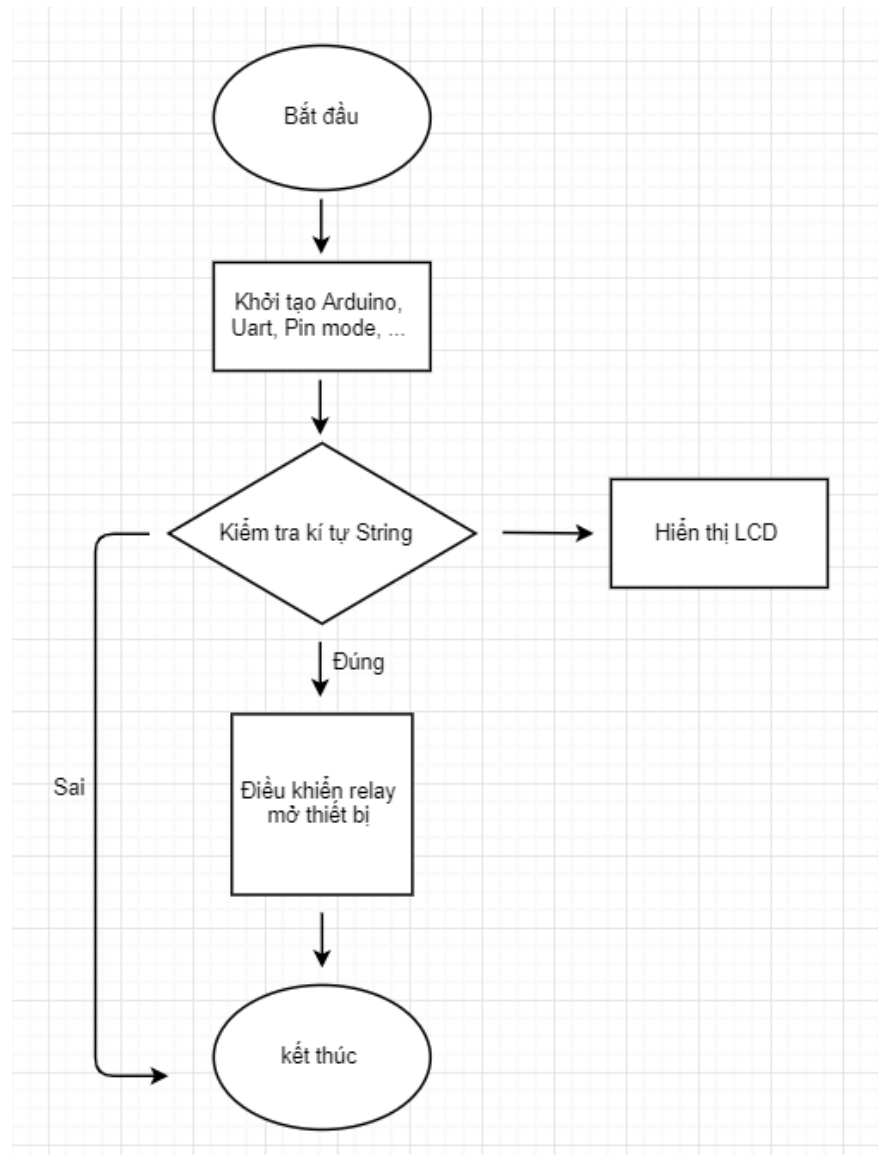 Bắt đầu
Khởi tạo Arduino,
Uart, Pin mode, ...
Kiểm tra kí tự String
Hiển thị LCD
Đúng
Sai
Điều khiển relay
mở thiết bị
kết thúc